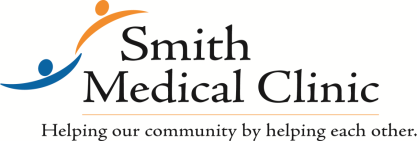 Smith
Medical Clinic
Helping our community by helping each other.